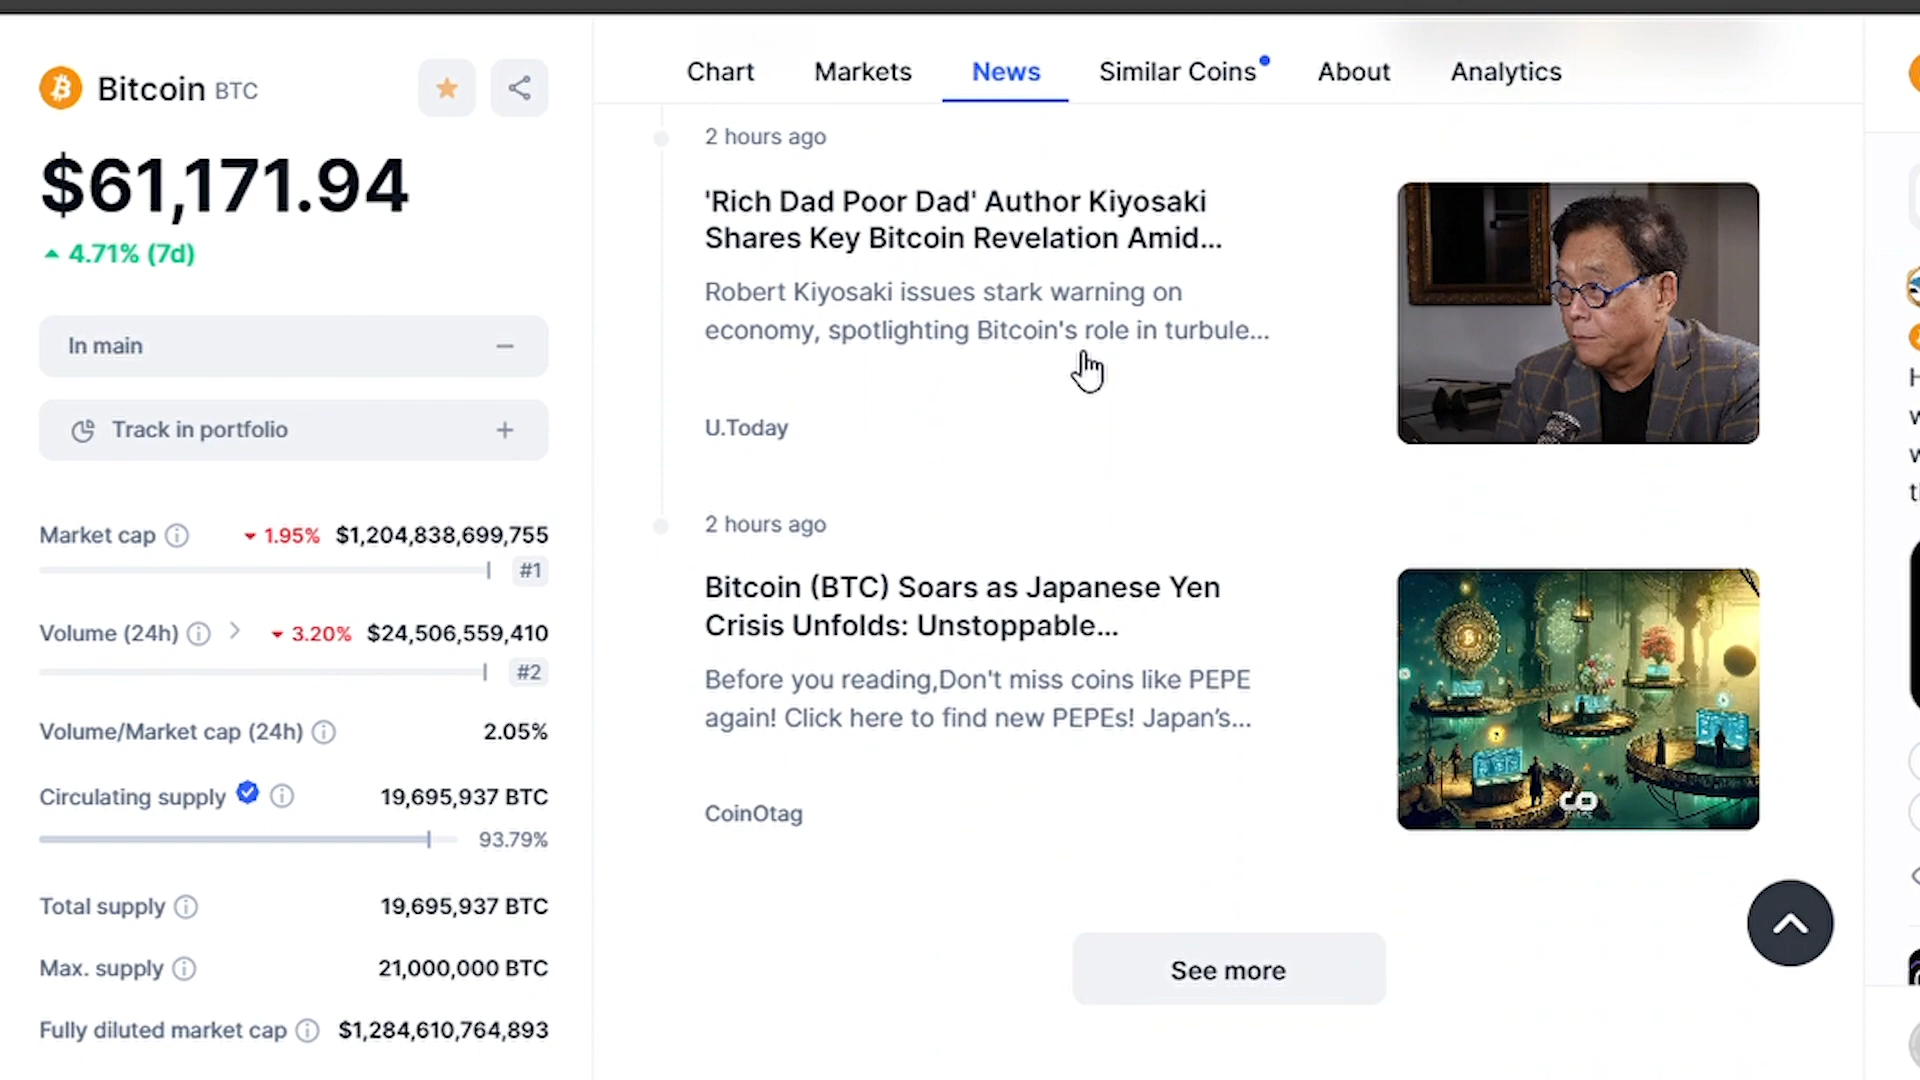 Bitcoin BTC
$61,171.94
4.71% (7d)
In main
Track in portfolio
Market cap 1.95% $1,204,838,699,755
#1
Volume (24h) 3.20% $24,506,559,410
#2
Volume/Market cap (24h) 2.05%
Circulating supply 19,695,937 BTC
93.79%
Total supply 19,695,937 BTC
Max. supply 21,000,000 BTC
Fully diluted market cap $1,284,610,764,893
Chart Markets News Similar Coins About Analytics
2 hours ago
'Rich Dad Poor Dad' Author Kiyosaki
Shares Key Bitcoin Revelation Amid...
Robert Kiyosaki issues stark warning on
economy, spotlighting Bitcoin's role in turbule...
U.Today
2 hours ago
Bitcoin (BTC) Soars as Japanese Yen
Crisis Unfolds: Unstoppable...
Before you reading,Don't miss coins like PEPE
again! Click here to find new PEPEs! Japan's...
CoinOtag
See more